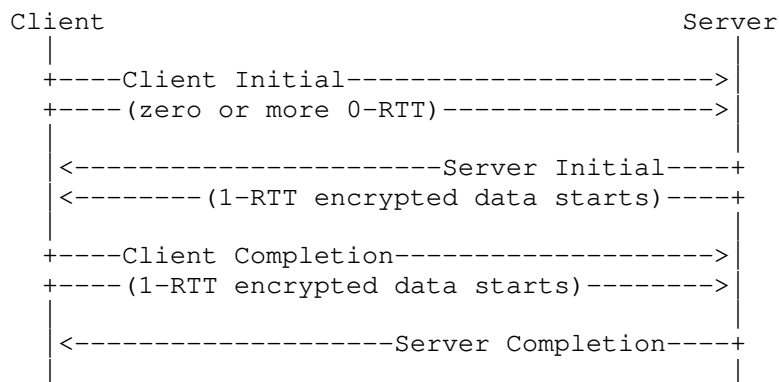 Client Server
Client Initial
(zero or more 0-RTT)
Server Initial
(1-RTT encrypted data starts)
Client Completion
(1-RTT encrypted data starts)
Server Completion